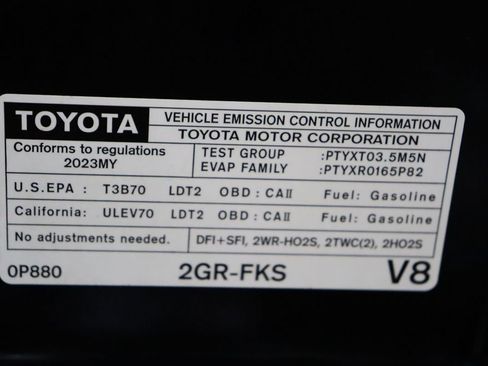 TOYOTA
VEHICLE EMISSION CONTROL INFORMATION
TOYOTA MOTOR CORPORATION
Conforms to regulations
2023MY
TEST GROUP :PTYXT03.5M5N
EVAP FAMILY :PTYXR0165P82
U.S.EPA : T3B70 LDT2 OBD : CAII Fuel: Gasoline
California: ULEV70 LDT2 OBD : CAII Fuel: Gasoline
No adjustments needed. DFI+SFI, 2WR-HO2S, 2TWC(2), 2HO2S
0P880 2GR-FKS V8